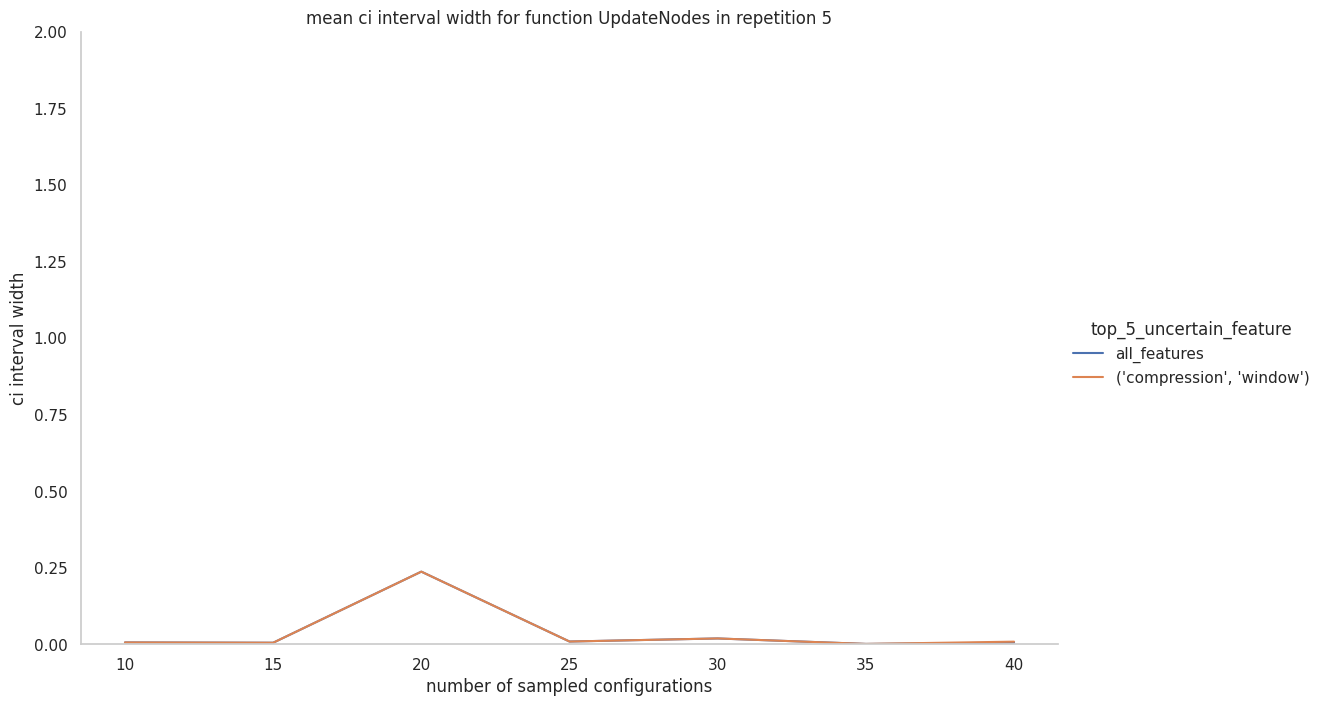 mean ci interval width for function UpdateNodes in repetition 5
2.00
1.75
1.50
1.25
1.00
0.75
0.50
0.25
0.00
ci interval width
10 15 20 25 30 35 40
number of sampled configurations
top_5_uncertain_feature
all_features
('compression', 'window')